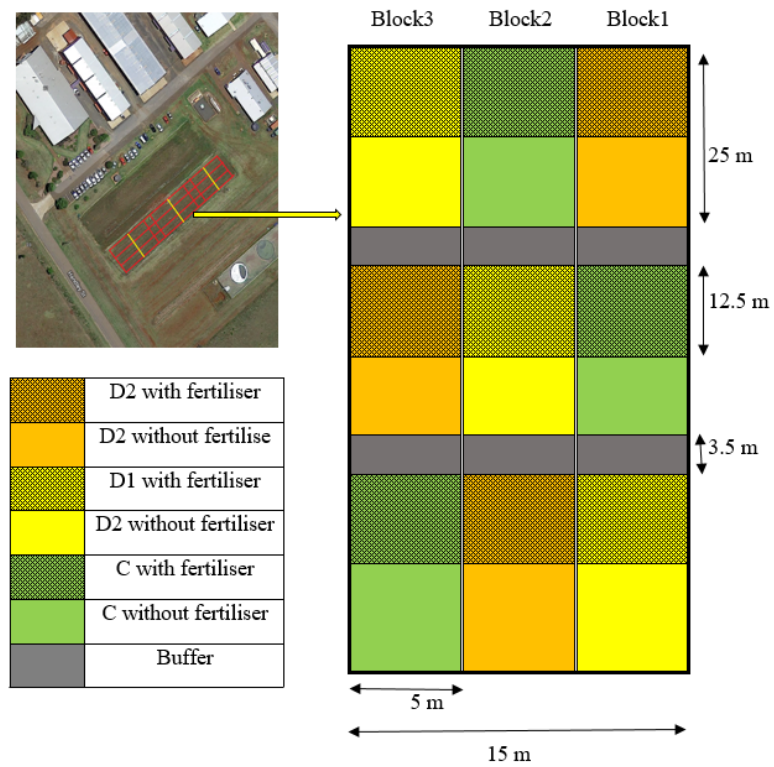 Block3 Block2 Block1
25 m
12.5 m
3.5 m
5 m
15 m
D2 with fertiliser
D2 without fertilise
D1 with fertiliser
D2 without fertiliser
C with fertiliser
C without fertiliser
Buffer